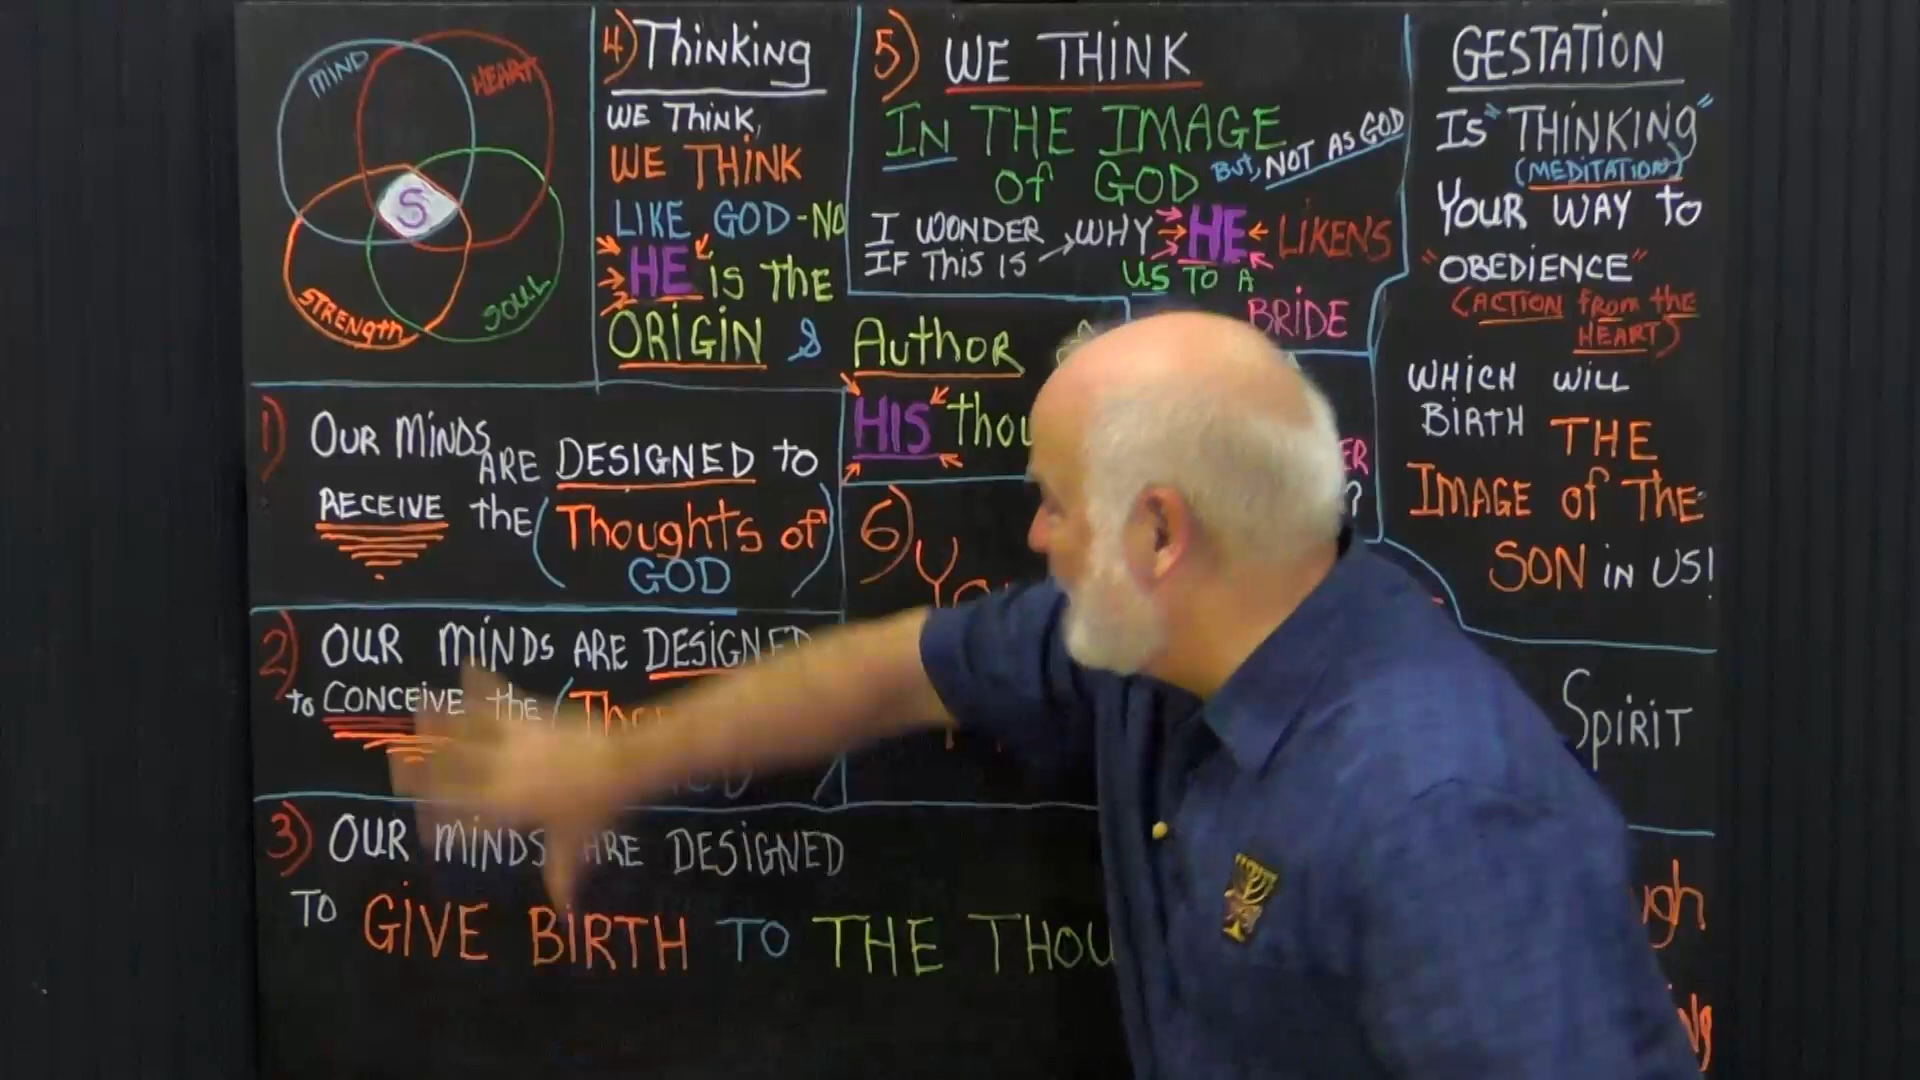 MIND
HEART
S
STRENGTH
SOUL
1) OUR MINDS ARE DESIGNED to
RECEIVE the (Thoughts of
GOD)
2) OUR MINDS ARE DESIGNED
to CONCEIVE the (
3) OUR MINDS ARE DESIGNED
TO GIVE BIRTH TO THE
4) Thinking
WE THINK,
WE THINK
LIKE GOD-NO
HE is THE
ORIGIN & AUTHOR
HIS
5) WE THINK
IN THE IMAGE
Of GOD BUT, NOT AS GOD
I WONDER
IF THIS IS WHY HE LIKENS
US TO A
BRIDE
6)
GESTATION
Is "THINKING"
(MEDITATION)
YOUR WAY to
"OBEDIENCE"
(ACTION from the
HEART)
WHICH WILL
BIRTH THE
IMAGE of THE
SON in US!
SPIRIT